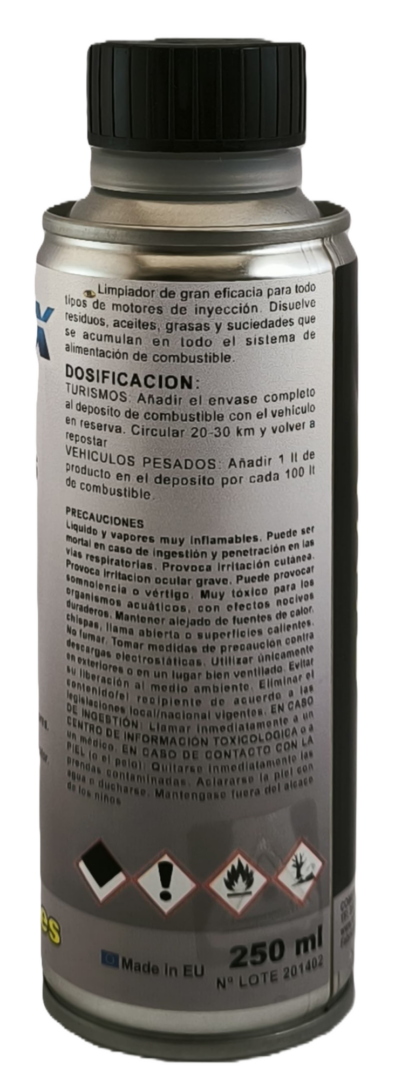 X
Limpiador de gran eficacia para todo
tipos de motores de inyección. Disuelve
residuos, aceites, grasas y suciedades que
se acumulan en todo el sistema de
alimentación de combustible.
DOSIFICACION:
TURISMOS: Añadir el envase completo
al deposito de combustible con el vehículo
en reserva. Circular 20-30 km y volver a
repostar
VEHICULOS PESADOS: Añadir 1 lt de
producto en el deposito por cada 100 lt
de combustible.
PRECAUCIONES
Líquido y vapores muy inflamables. Puede ser
mortal en caso de ingestión y penetración en las
vías respiratorias. Provoca irritación cutánea.
Provoca irritacion ocular grave. Puede provocar
somnolencia o vértigo. Muy tóxico para los
organismos acuáticos, con efectos nocivos
duraderos. Mantener alejado de fuentes de calor,
chispas, llama abierta o superficies calientes.
No fumar. Tomar medidas de precaución contra
descargas electrostáticas. Utilizar únicamente
en exteriores o en un lugar bien ventilado. Evitar
su liberación al medio ambiente. Eliminar el
contenido/el recipiente de acuerdo a las
legislaciones local/nacional vigentes. EN CASO
DE INGESTIÓN: Llamar inmediatamente a un
CENTRO DE INFORMACIÓN TOXICOLOGICA o a
un médico. EN CASO DE CONTACTO CON LA
PIEL (o el pelo): Quitarse inmediatamente las
prendas contaminadas. Aclararse la piel con
agua o ducharse. Mantengase fuera del alcace
de los niños
es
250 ml
Made in EU
Nº LOTE 201402